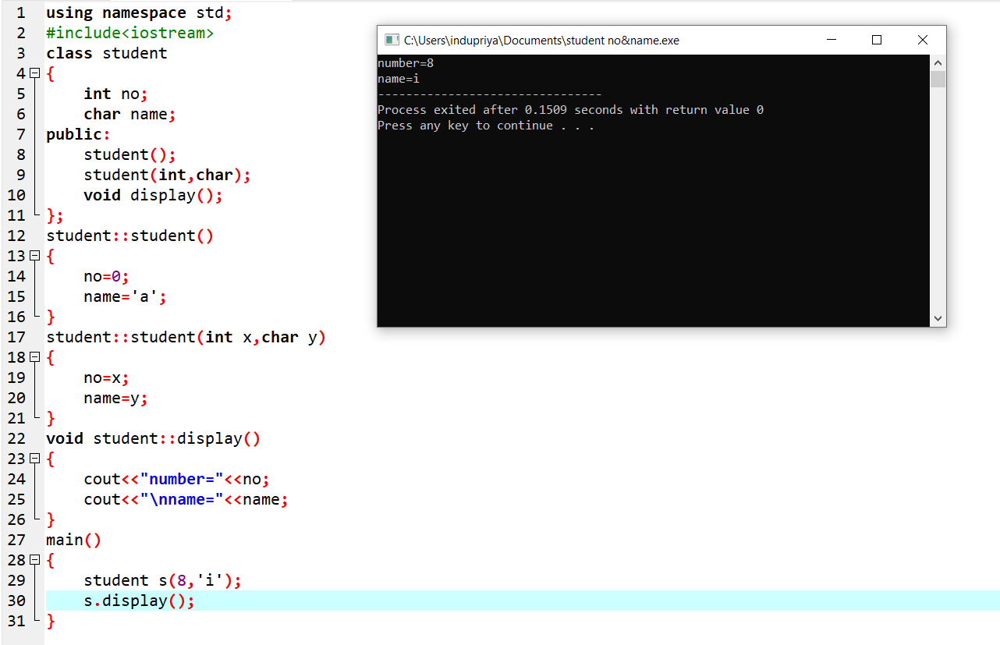 1 using namespace std;
2 #include<iostream>
3 class student
4 {
5 int no;
6 char name;
7 public:
8 student();
9 student(int,char);
10 void display();
11 };
12 student::student()
13 {
14 no=0;
15 name='a';
16 }
17 student::student(int x,char y)
18 {
19 no=x;
20 name=y;
21 }
22 void student::display()
23 {
24 cout<<"number="<<no;
25 cout<<"\nname="<<name;
26 }
27 main()
28 {
29 student s(8,'i');
30 s.display();
31 }
C:\Users\indupriya\Documents\student no&name.exe
number=8
name=i
--------------------------------
Process exited after 0.1509 seconds with return value 0
Press any key to continue . . .